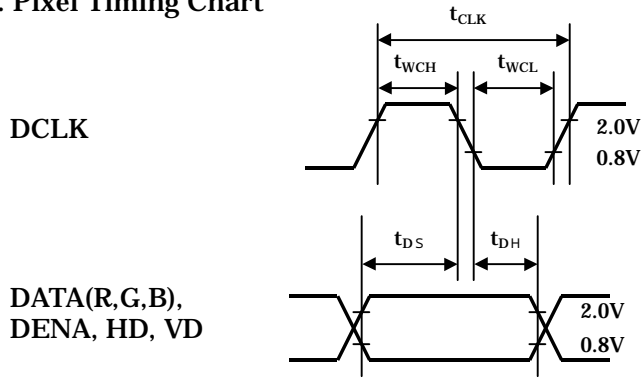 . Pixel Timing Chart
tCLK
tWCH
tWCL
DCLK
2.0V
0.8V
tDS
tDH
DATA(R,G,B),
DENA, HD, VD
2.0V
0.8V